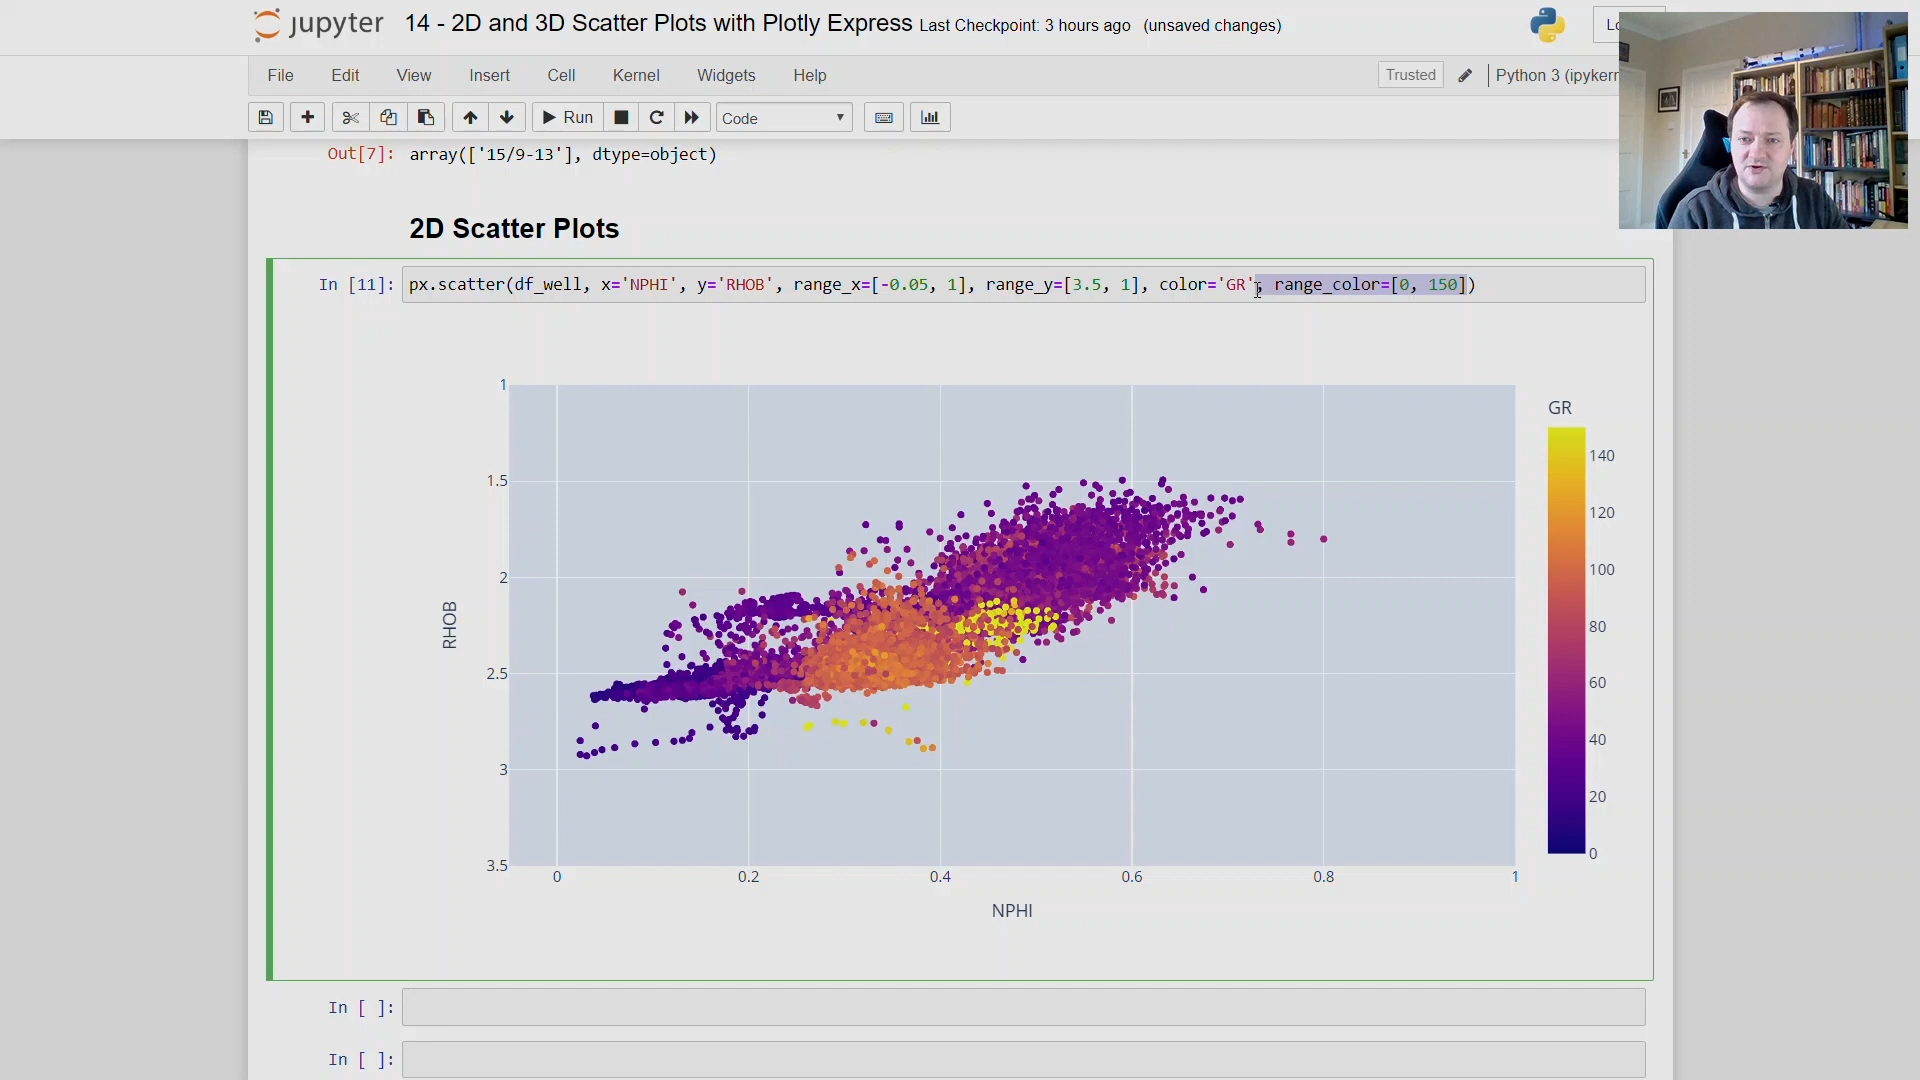 jupyter 14 - 2D and 3D Scatter Plots with Plotly Express Last Checkpoint: 3 hours ago (unsaved changes)
File Edit View Insert Cell Kernel Widgets Help Trusted Python 3
Run Code
Out[7]: array(['15/9-13'], dtype=object)
2D Scatter Plots
In [11]: px.scatter(df_well, x='NPHI', y='RHOB', range_x=[-0.05, 1], range_y=[3.5, 1], color='GR', range_color=[0, 150])
1
1.5
2
2.5
3
3.5
RHOB
0 0.2 0.4 0.6 0.8 1
NPHI
GR
140
120
100
80
60
40
20
0
In [ ]:
In [ ]: